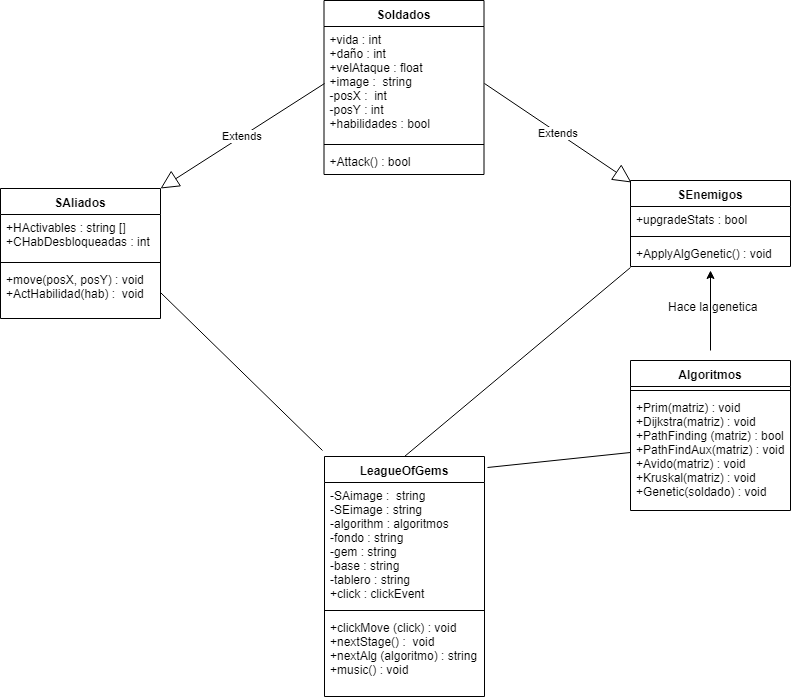 Soldados
+vida : int
+daño : int
+velAtaque : float
+image :  string
-posX :  int
-posY : int
+habilidades : bool
+Attack() : bool
Extends
Extends
SAliados
+HActivables : string []
+CHabDesbloqueadas : int
+move(posX, posY) : void
+ActHabilidad(hab) :  void
SEnemigos
+upgradeStats : bool
+ApplyAlgGenetic() : void
Hace la genetica
Algoritmos
+Prim(matriz) : void
+Dijkstra(matriz) : void
+PathFinding (matriz) : bool
+PathFindAux(matriz) : void
+Avido(matriz) : void
+Kruskal(matriz) : void
+Genetic(soldado) : void
LeagueOfGems
-SAimage :  string
-SEimage : string
-algorithm : algoritmos
-fondo : string
-gem : string
-base : string
-tablero : string
+click : clickEvent
+clickMove (click) : void
+nextStage() :  void
+nextAlg (algoritmo) : string
+music() : void